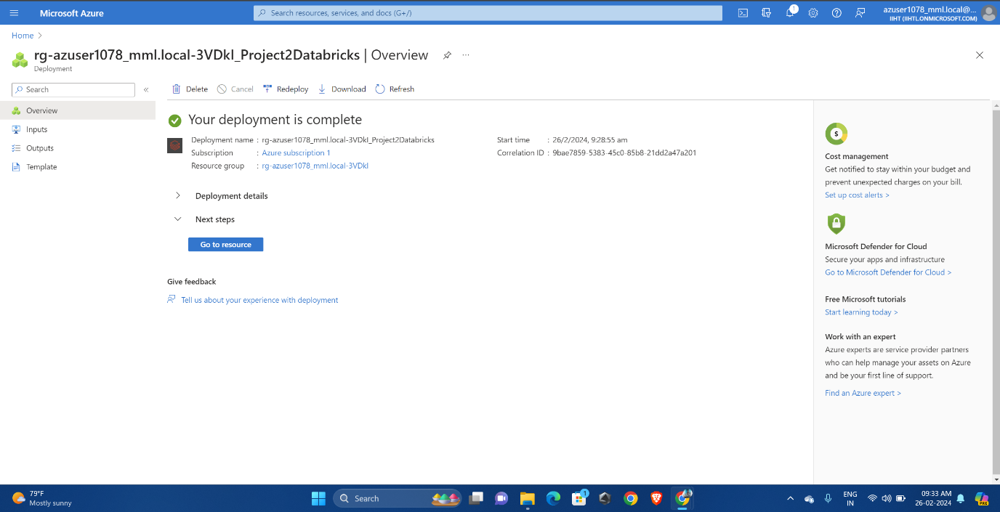 Microsoft Azure
Search resources, services, and docs (G+/)
1
azuser1078_mml.local@...
IIHT (IIHTL.ONMICROSOFT.COM)
Home
rg-azuser1078_mml.local-3VDkI_Project2Databricks | Overview
Deployment
Search
Delete
Cancel
Redeploy
Download
Refresh
Overview
Inputs
Outputs
Template
Your deployment is complete
Deployment name : rg-azuser1078_mml.local-3VDkI_Project2Databricks
Subscription : Azure subscription 1
Resource group : rg-azuser1078_mml.local-3VDkI
Start time : 26/2/2024, 9:28:55 am
Correlation ID : 9bae7859-5383-45c0-85b8-21dd2a47a201
Deployment details
Next steps
Go to resource
Give feedback
Tell us about your experience with deployment
$
Cost management
Get notified to stay within your budget and
prevent unexpected charges on your bill.
Set up cost alerts >
Microsoft Defender for Cloud
Secure your apps and infrastructure
Go to Microsoft Defender for Cloud >
Free Microsoft tutorials
Start learning today >
Work with an expert
Azure experts are service provider partners
who can help manage your assets on Azure
and be your first line of support.
Find an Azure expert >
79°F
Mostly sunny
Search
1
ENG
IN
09:33 AM
26-02-2024
PRE